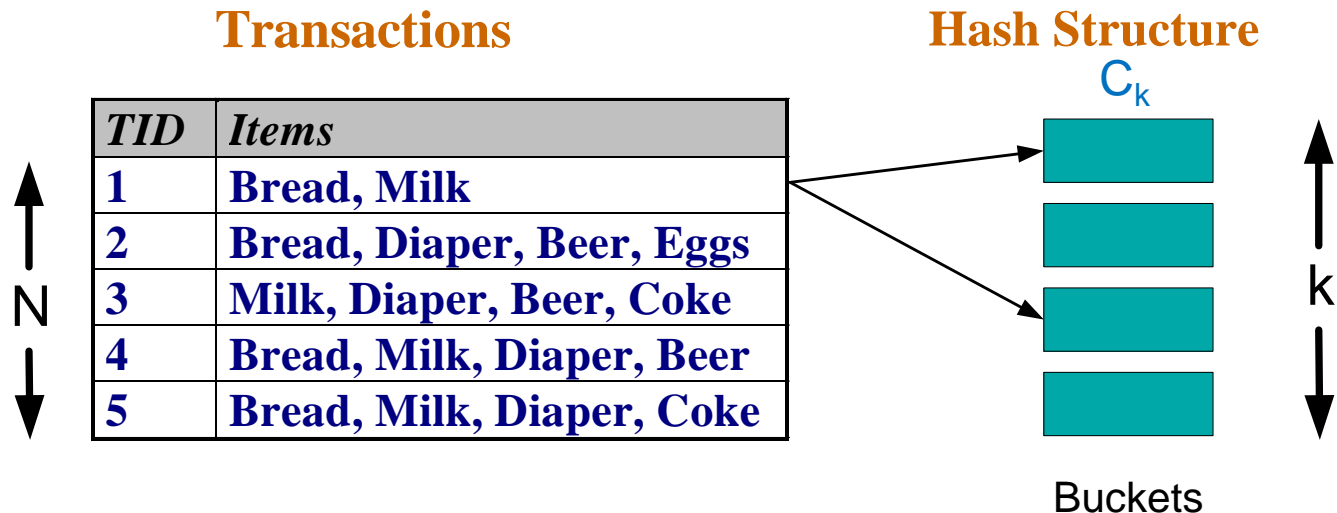 Transactions
Hash Structure
Ck
TID Items
1 Bread, Milk
2 Bread, Diaper, Beer, Eggs
3 Milk, Diaper, Beer, Coke
4 Bread, Milk, Diaper, Beer
5 Bread, Milk, Diaper, Coke
N
k
Buckets